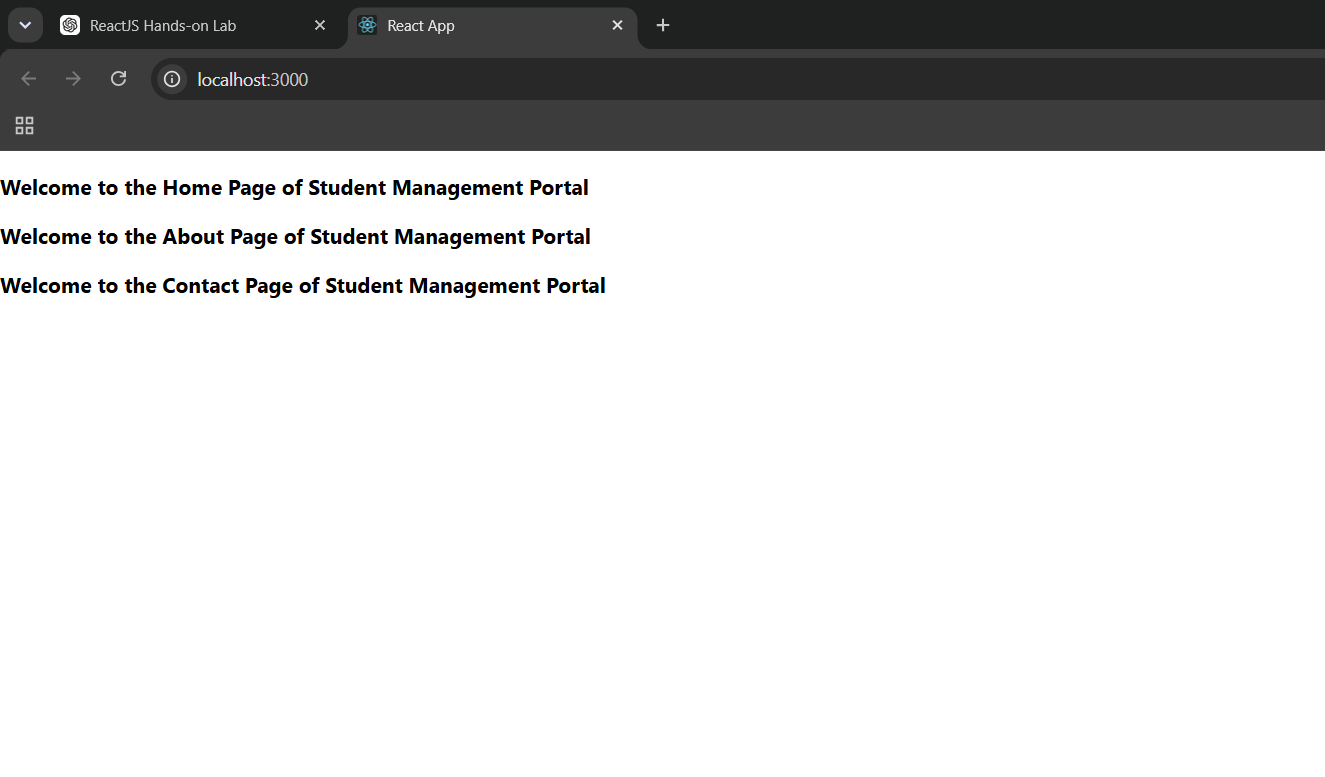 ReactJS Hands-on Lab
React App
localhost:3000
Welcome to the Home Page of Student Management Portal
Welcome to the About Page of Student Management Portal
Welcome to the Contact Page of Student Management Portal